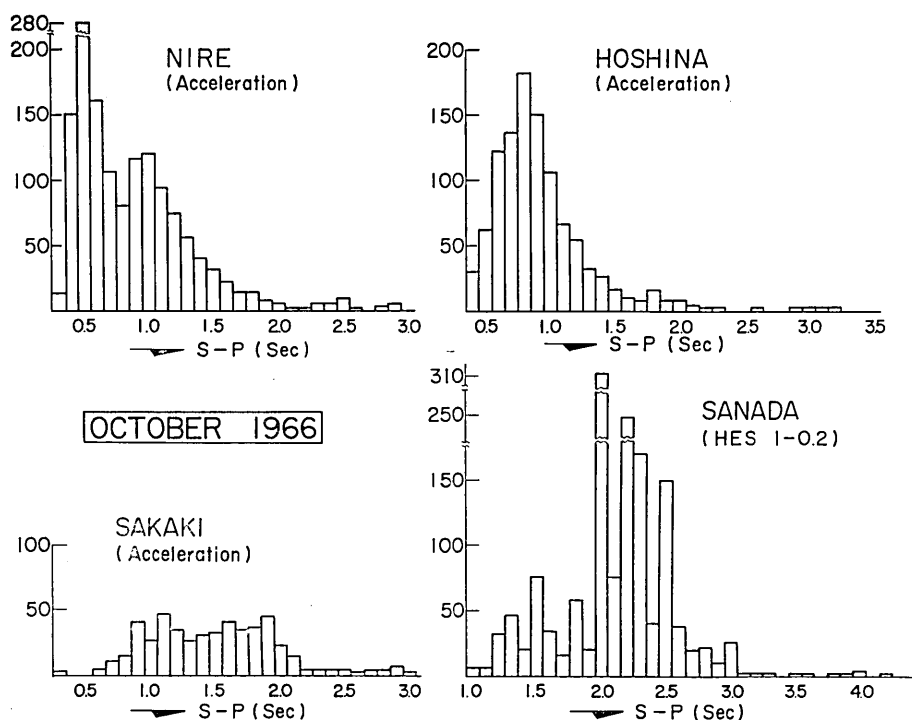 NIRE
(Acceleration)
280
200
150
100
50
0.5 1.0 1.5 2.0 2.5 3.0
S-P (Sec)
HOSHINA
(Acceleration)
200
150
100
50
0.5 1.0 1.5 2.0 2.5 3.0 3.5
S-P (Sec)
OCTOBER 1966
SAKAKI
(Acceleration)
100
50
0.5 1.0 1.5 2.0 2.5 3.0
S-P (Sec)
SANADA
(HES 1-0.2)
310
250
150
100
50
1.0 1.5 2.0 2.5 3.0 3.5 4.0
S-P (Sec)